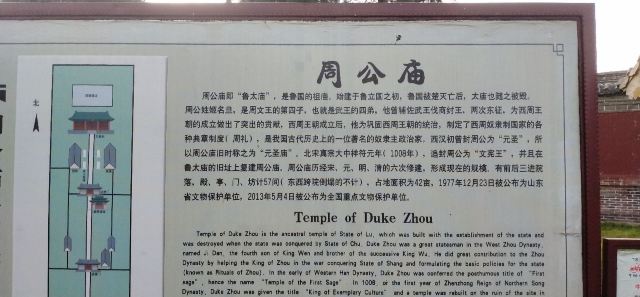 周公庙
周公庙即“鲁太庙”，是鲁国的祖庙。始建于鲁立国之初，鲁国被楚灭亡后，太庙也随之被毁。
周公姓姬名旦，是周文王的第四子，也就是武王的四弟，他曾辅佐武王伐商封王，两次东征，为西周王
朝的成立做出了突出的贡献，西周王朝成立后，他为巩固西周王朝的统治，制定了西周奴隶制国家的各
种典章制度（周礼），是我国古代历史上一位著名的奴隶主政治家。西汉初曾封周公为“元圣”，所
以周公庙旧时称之为“元圣庙”。北宋真宗大中祥符元年（1008年），追封周公为“文宪王”，并且在
鲁太庙的旧址上复建周公庙。周公庙历经宋、元、明、清的六次修建，形成现在的规模，有前后三进院
落，殿、亭、门、坊计57间（东西跨院倒塌的不计），占地面积为42亩，1977年12月23日被公布为山东
省文物保护单位，2013年5月4日被公布为全国重点文物保护单位。
Temple of Duke Zhou
Temple of Duke Zhou is the ancestral temple of State of Lu, which was built with the establishment of the state and
was destroyed when the state was conquered by State of Chu. Duke Zhou was a great statesman in the West Zhou Dynasty,
named Ji Dan, the fourth son of King Wen and brother of the successive King Wu. He did great contribution to the Zhou
Dynasty by helping the King of Zhou in the war conquering State of Shang and formulating the basic policies for the state
(known as Rituals of Zhou). In the early of Western Han Dynasty, Duke Zhou was conferred the posthumous title of "First
sage", hence the name "Temple of the First Sage". In 1008, or the first year of Zhenzhong Reign of Northern Song
Dynasty, Duke Zhou was given the title "King of Exemplary Culture" and a temple was rebuilt on the ruins of the site in
北